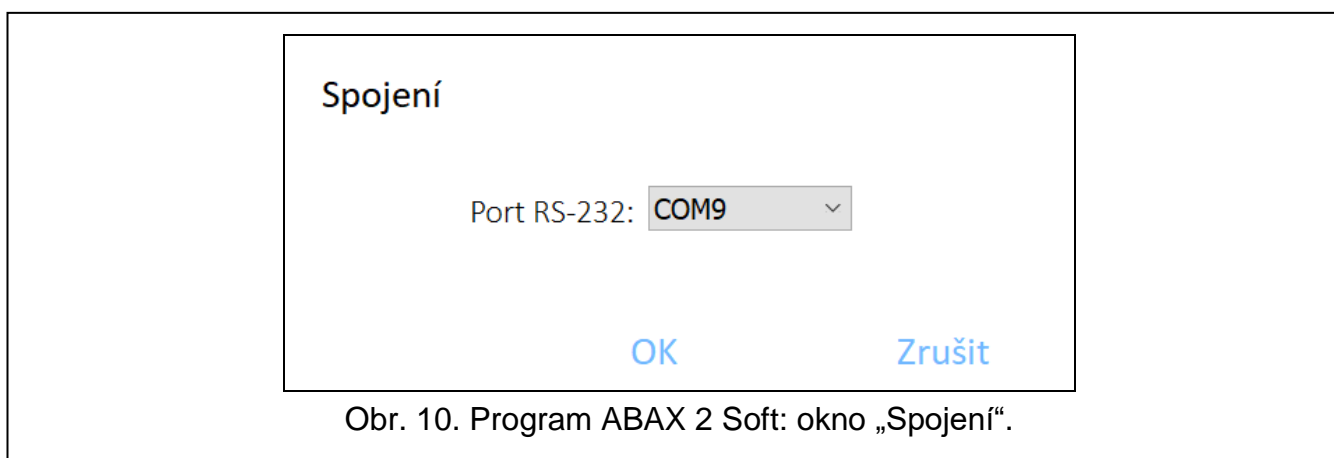 Spojení
Port RS-232: COM9
OK Zrušit
Obr. 10. Program ABAX 2 Soft: okno „Spojení“.